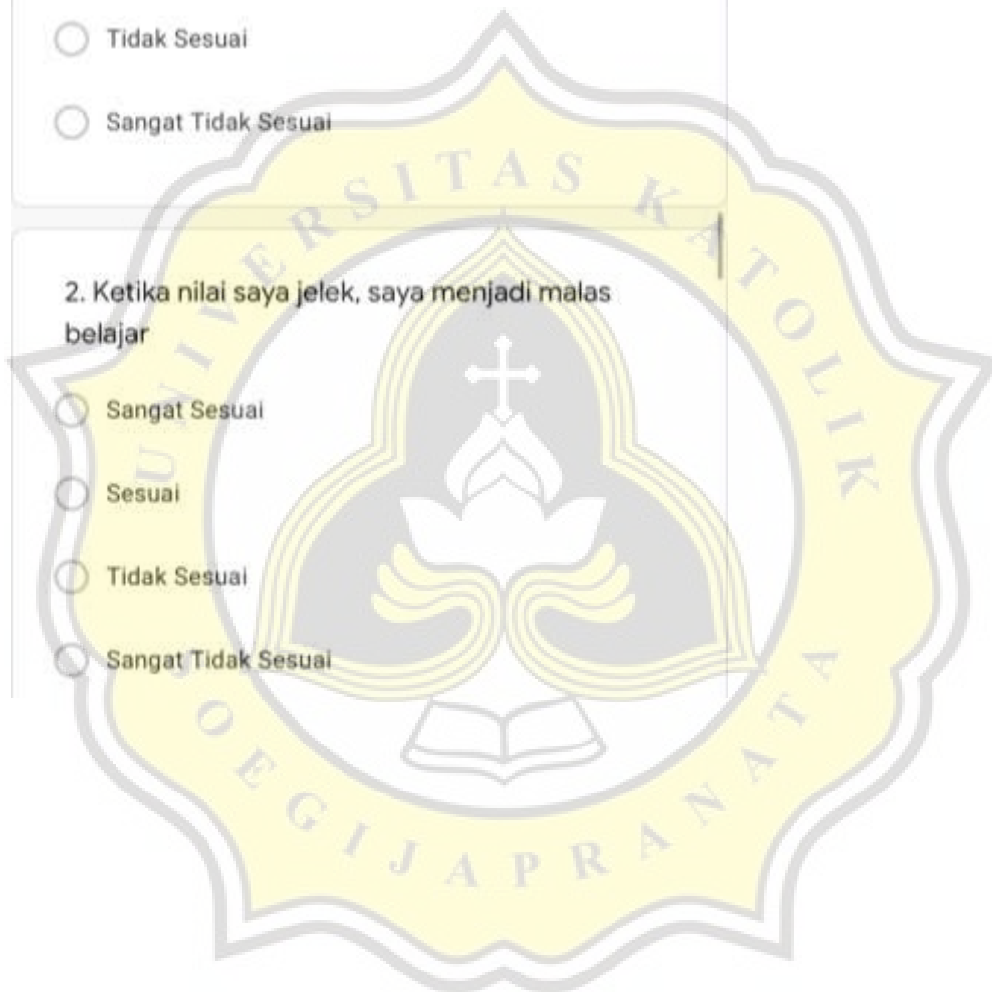 Tidak Sesuai
Sangat Tidak Sesuai
UNIVERSITAS KATOLIK
2. Ketika nilai saya jelek, saya menjadi malas
belajar
Sangat Sesuai
Sesuai
Tidak Sesuai
Sangat Tidak Sesuai
SOEGIJAPRANATA